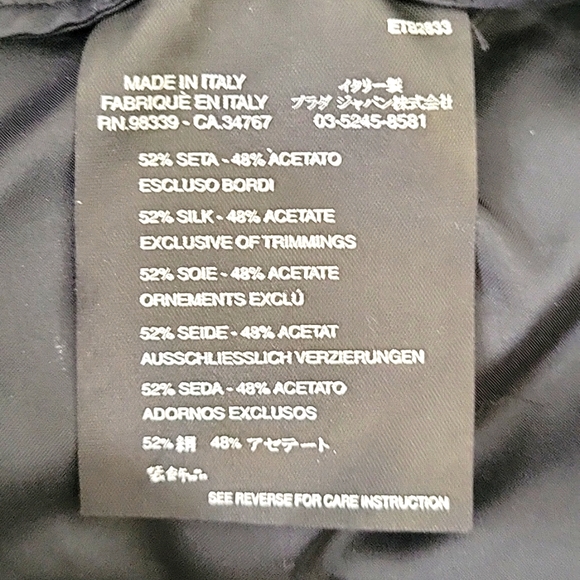 ET82833
MADE IN ITALY
FABRIQUÈ EN ITALY
RN.98339 - CA.34767
イタリー製
プラダ ジャパン株式会社
03-5245-8581
52% SETA - 48% ACETATO
ESCLUSO BORDI
52% SILK - 48% ACETATE
EXCLUSIVE OF TRIMMINGS
52% SOIE - 48% ACETATE
ORNEMENTS EXCLÛ
52% SEIDE - 48% ACETAT
AUSSCHLIESSLICH VERZIERUNGEN
52% SEDA - 48% ACETATO
ADORNOS EXCLUSOS
52% 絹 48% アセテート
SEE REVERSE FOR CARE INSTRUCTION